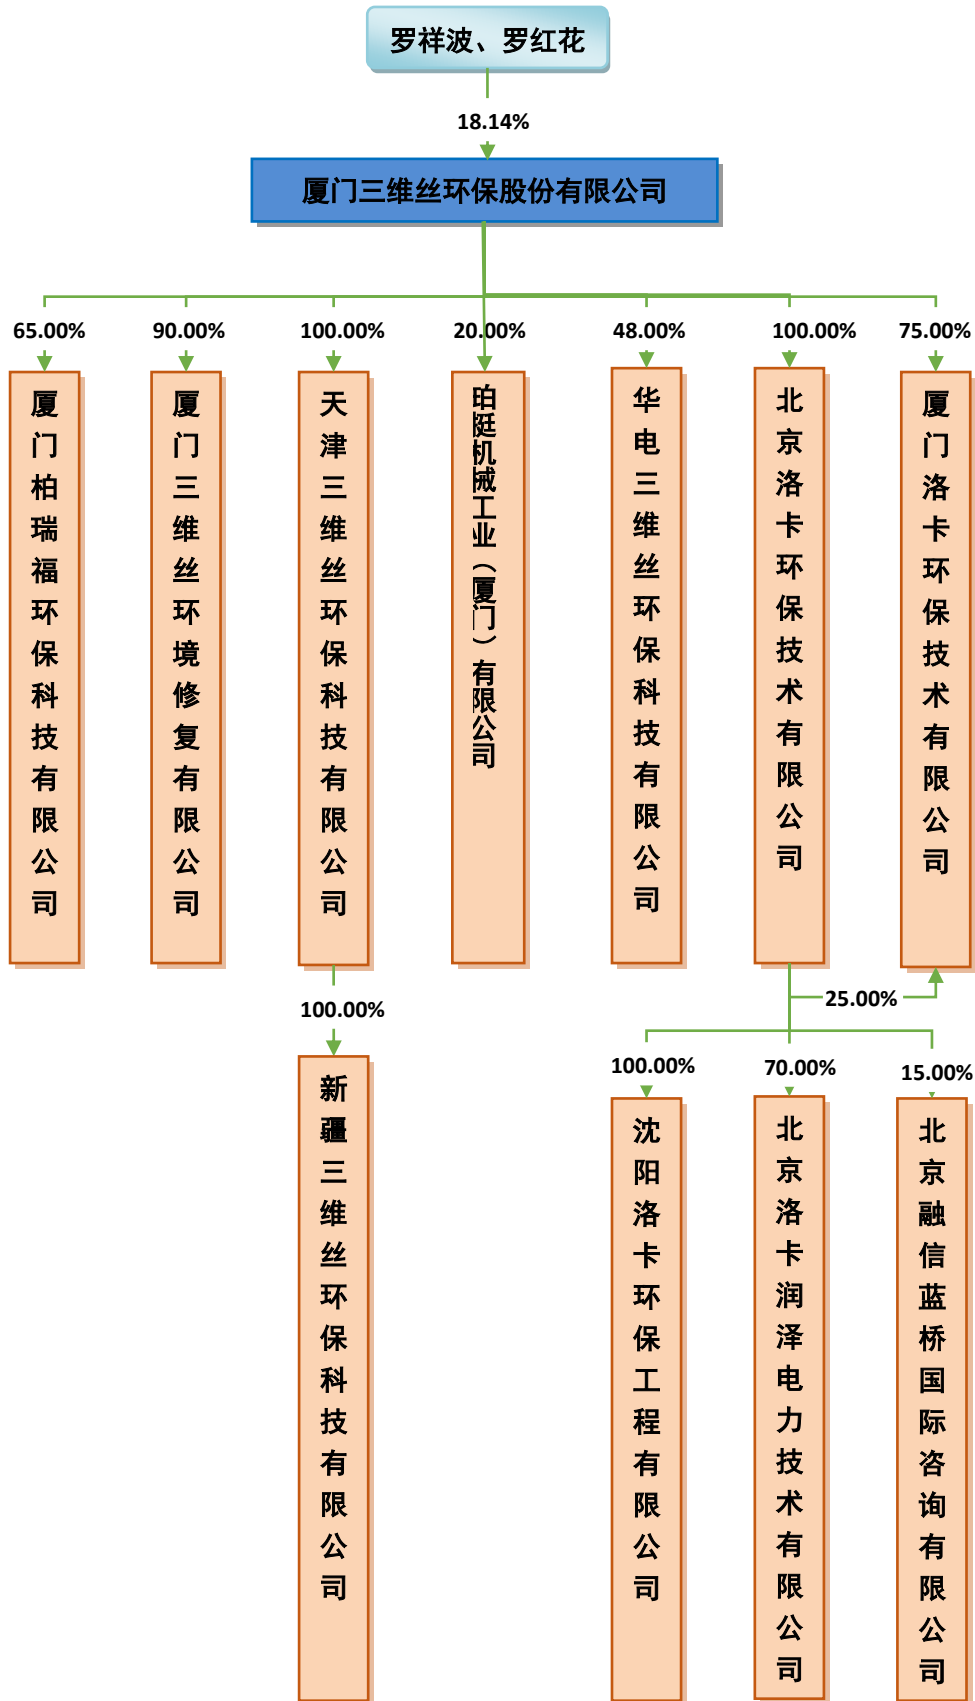 罗祥波、罗红花
18.14%
厦门三维丝环保股份有限公司
65.00%
90.00%
100.00%
20.00%
48.00%
100.00%
75.00%
厦门柏瑞福环保科技有限公司
厦门三维丝环境修复有限公司
天津三维丝环保科技有限公司
珀挺机械工业（厦门）有限公司
华电三维丝环保科技有限公司
北京洛卡环保技术有限公司
厦门洛卡环保技术有限公司
25.00%
100.00%
100.00%
70.00%
15.00%
新疆三维丝环保科技有限公司
沈阳洛卡环保工程有限公司
北京洛卡润泽电力技术有限公司
北京融信蓝桥国际咨询有限公司